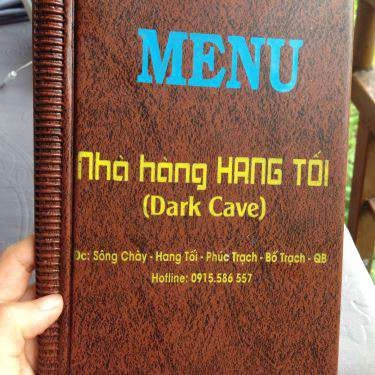 MENU
Nhà hàng HANG TỐI
(Dark Cave)
Đc: Sông Chày - Hang Tối - Phúc Trạch - Bố Trạch - QB
Hotline: 0915.586 557